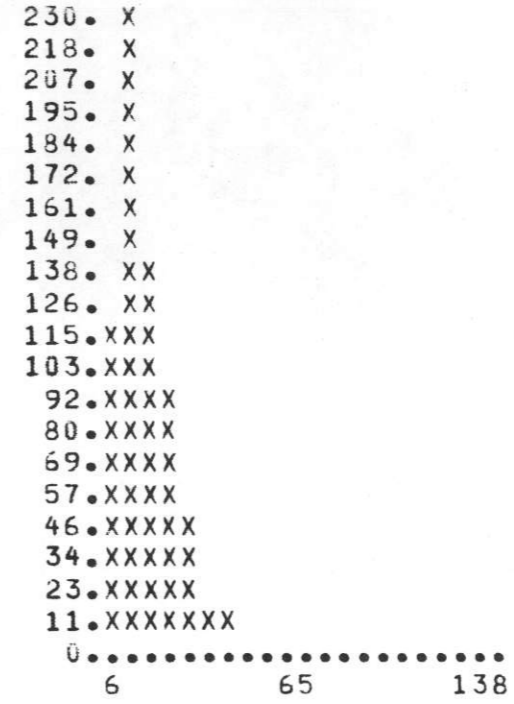 230. X
218. X
207. X
195. X
184. X
172. X
161. X
149. X
138. XX
126. XX
115.XXX
103.XXX
92.XXXX
80.XXXX
69.XXXX
57.XXXX
46.XXXXX
34.XXXXX
23.XXXXX
11.XXXXXXX
0......................
6 65 138